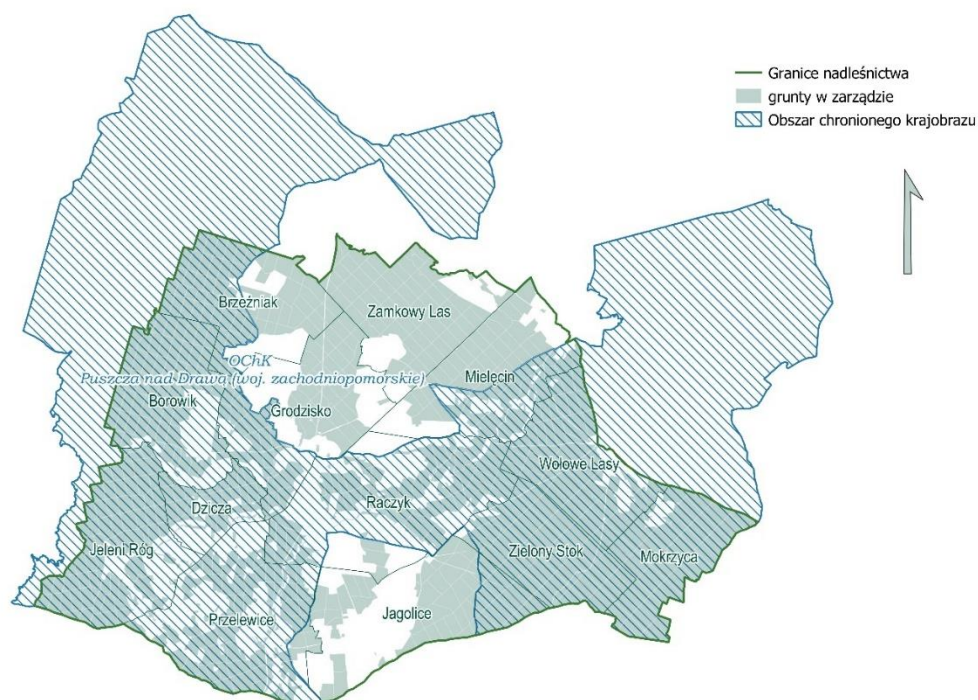 Granice nadleśnictwa
grunty w zarządzie
Obszar chronionego krajobrazu
Brzeźniak
Zamkowy Las
OChK
Puszcza nad Drawą (woj. zachodniopomorskie)
Mielęcin
Borowik
Grodzisko
Wołowe Lasy
Dzicza
Raczyk
Jeleni Róg
Zielony Stok
Mokrzyca
Przelewice
Jagolice